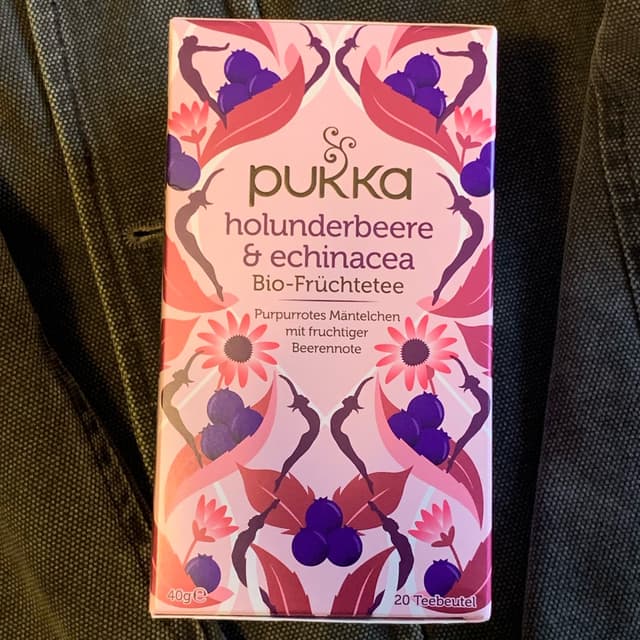 pukka
holunderbeere
& echinacea
Bio-Früchtetee
Purpurrotes Mäntelchen
mit fruchtiger
Beerennote
40g ℮
20 Teebeutel